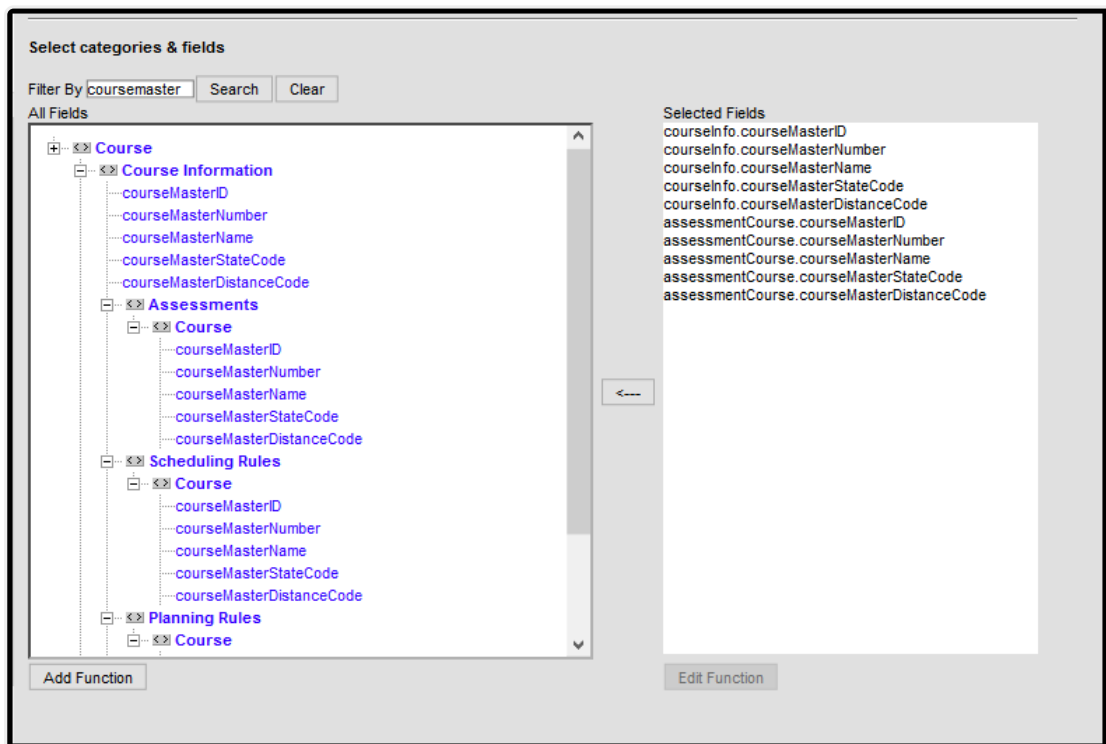 Select categories & fields
Filter By coursemaster Search Clear
All Fields
Course
Course Information
courseMasterID
courseMasterNumber
courseMasterName
courseMasterStateCode
courseMasterDistanceCode
Assessments
Course
courseMasterID
courseMasterNumber
courseMasterName
courseMasterStateCode
courseMasterDistanceCode
Scheduling Rules
Course
courseMasterID
courseMasterNumber
courseMasterName
courseMasterStateCode
courseMasterDistanceCode
Planning Rules
Course
Add Function
<---
Selected Fields
courseInfo.courseMasterID
courseInfo.courseMasterNumber
courseInfo.courseMasterName
courseInfo.courseMasterStateCode
courseInfo.courseMasterDistanceCode
assessmentCourse.courseMasterID
assessmentCourse.courseMasterNumber
assessmentCourse.courseMasterName
assessmentCourse.courseMasterStateCode
assessmentCourse.courseMasterDistanceCode
Edit Function